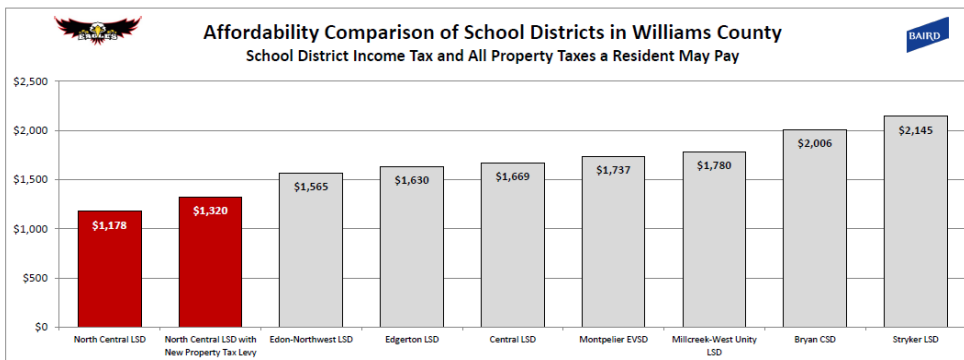 Affordability Comparison of School Districts in Williams County
School District Income Tax and All Property Taxes a Resident May Pay
EAGLES
BAIRD
$2,500
$2,000
$1,500
$1,000
$500
$0
$1,178
$1,320
$1,565
$1,630
$1,669
$1,737
$1,780
$2,006
$2,145
North Central LSD
North Central LSD with
New Property Tax Levy
Edon-Northwest LSD
Edgerton LSD
Central LSD
Montpelier EVSD
Millcreek-West Unity
LSD
Bryan CSD
Stryker LSD